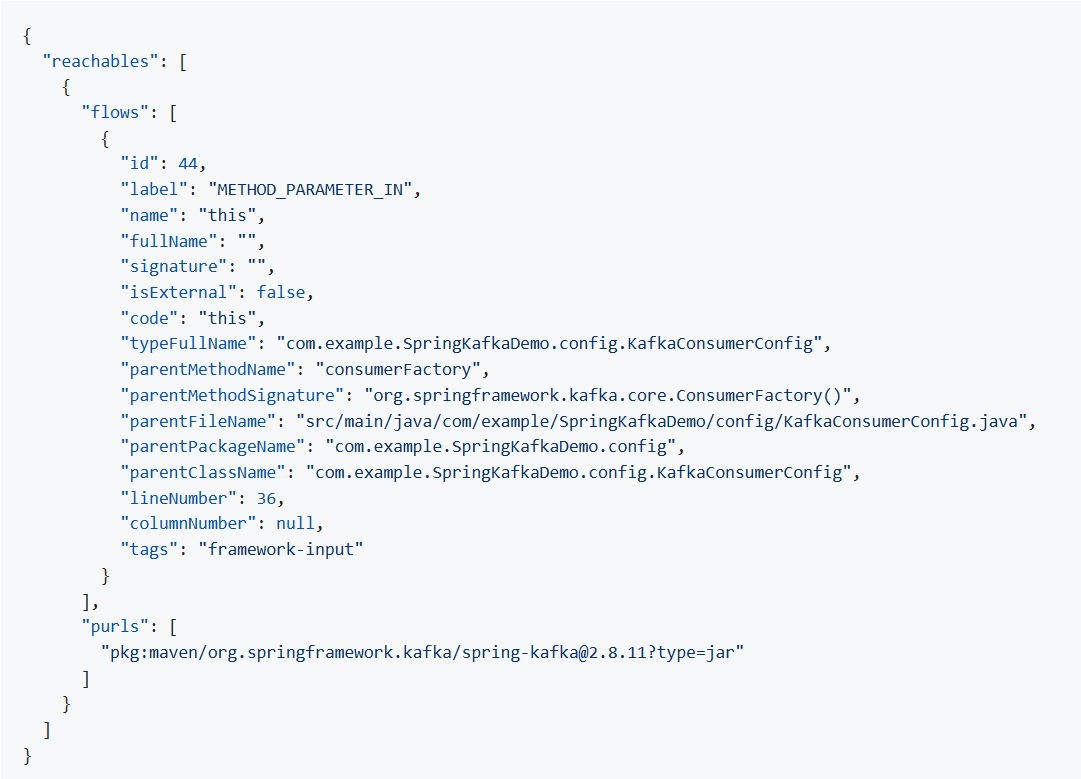 {
  "reachables": [
    {
      "flows": [
        {
          "id": 44,
          "label": "METHOD_PARAMETER_IN",
          "name": "this",
          "fullName": "",
          "signature": "",
          "isExternal": false,
          "code": "this",
          "typeFullName": "com.example.SpringKafkaDemo.config.KafkaConsumerConfig",
          "parentMethodName": "consumerFactory",
          "parentMethodSignature": "org.springframework.kafka.core.ConsumerFactory()",
          "parentFileName": "src/main/java/com/example/SpringKafkaDemo/config/KafkaConsumerConfig.java",
          "parentPackageName": "com.example.SpringKafkaDemo.config",
          "parentClassName": "com.example.SpringKafkaDemo.config.KafkaConsumerConfig",
          "lineNumber": 36,
          "columnNumber": null,
          "tags": "framework-input"
        }
      ],
      "purls": [
        "pkg:maven/org.springframework.kafka/spring-kafka@2.8.11?type=jar"
      ]
    }
  ]
}